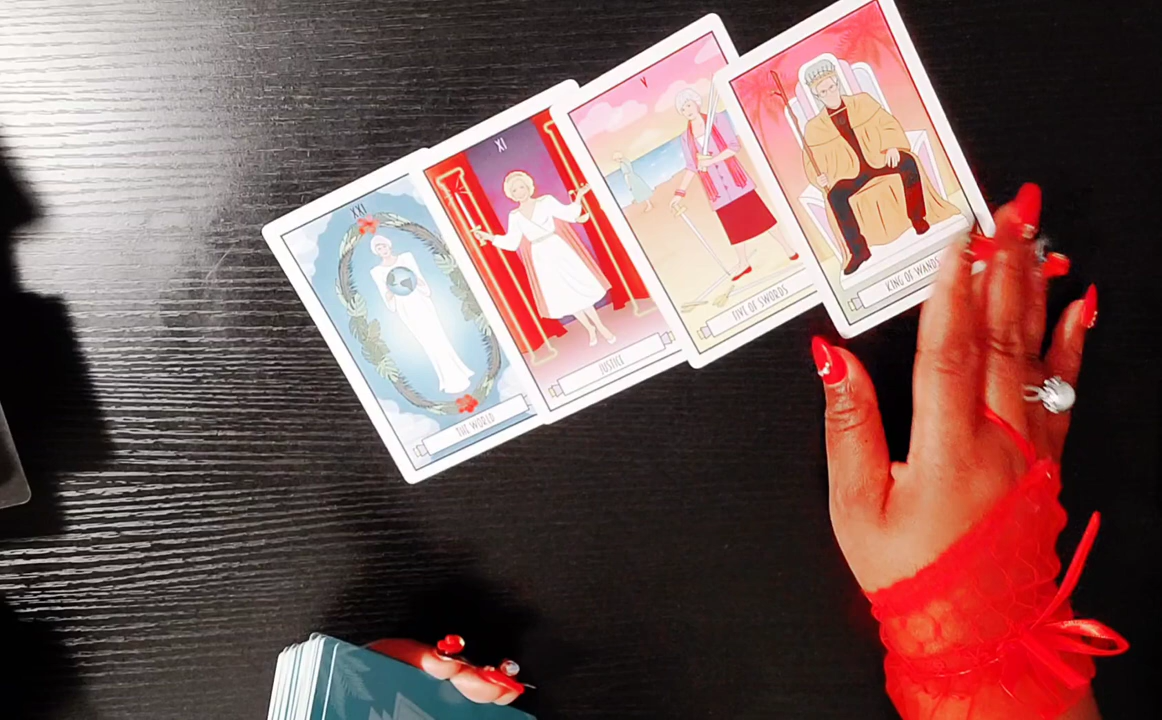 XXI
THE WORLD
XI
JUSTICE
V
FIVE OF SWORDS
KING OF WANDS